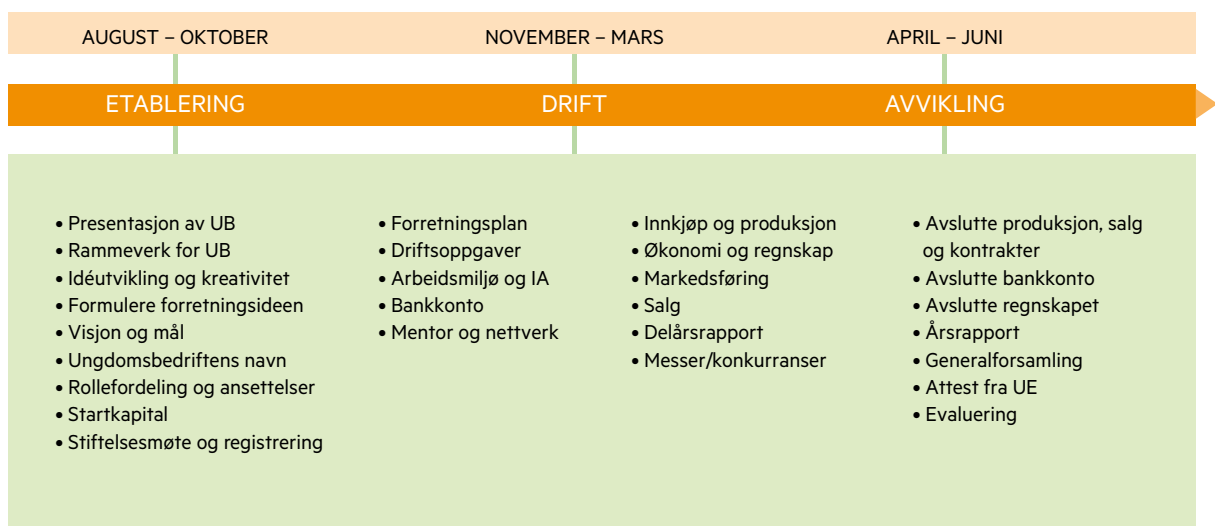 AUGUST – OKTOBER
NOVEMBER – MARS
APRIL – JUNI
ETABLERING
DRIFT
AVVIKLING
• Presentasjon av UB
• Rammeverk for UB
• Idéutvikling og kreativitet
• Formulere forretningsideen
• Visjon og mål
• Ungdomsbedriftens navn
• Rollefordeling og ansettelser
• Startkapital
• Stiftelsesmøte og registrering
• Forretningsplan
• Driftsoppgaver
• Arbeidsmiljø og IA
• Bankkonto
• Mentor og nettverk
• Innkjøp og produksjon
• Økonomi og regnskap
• Markedsføring
• Salg
• Delårsrapport
• Messer/konkurranser
• Avslutte produksjon, salg
og kontrakter
• Avslutte bankkonto
• Avslutte regnskapet
• Årsrapport
• Generalforsamling
• Attest fra UE
• Evaluering